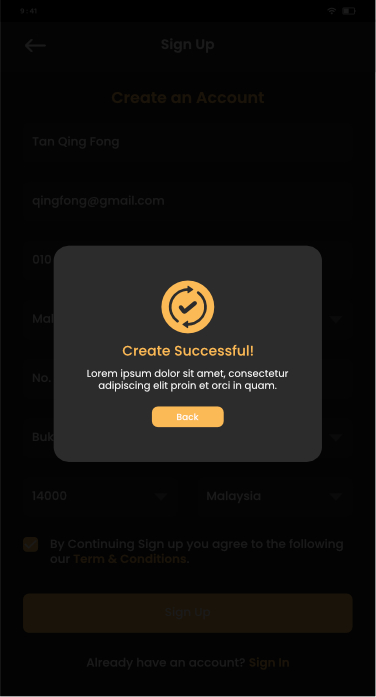 9:41
Sign Up
Create an Account
Tan Qing Fong
qingfong@gmail.com
010
Mal
No.
Buk
Create Successful!
Lorem ipsum dolor sit amet, consectetur
adipiscing elit proin et orci in quam.
Back
14000
Malaysia
By Continuing Sign up you agree to the following
our Term & Conditions.
Sign Up
Already have an account? Sign In